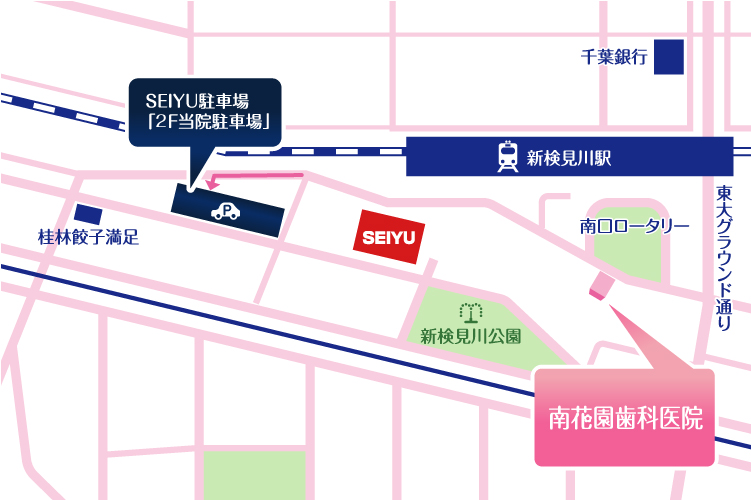 千葉銀行
SEIYU駐車場
「2F当院駐車場」
新検見川駅
東大グラウンド通り
P
桂林餃子満足
SEIYU
南口ロータリー
新検見川公園
南花園歯科医院